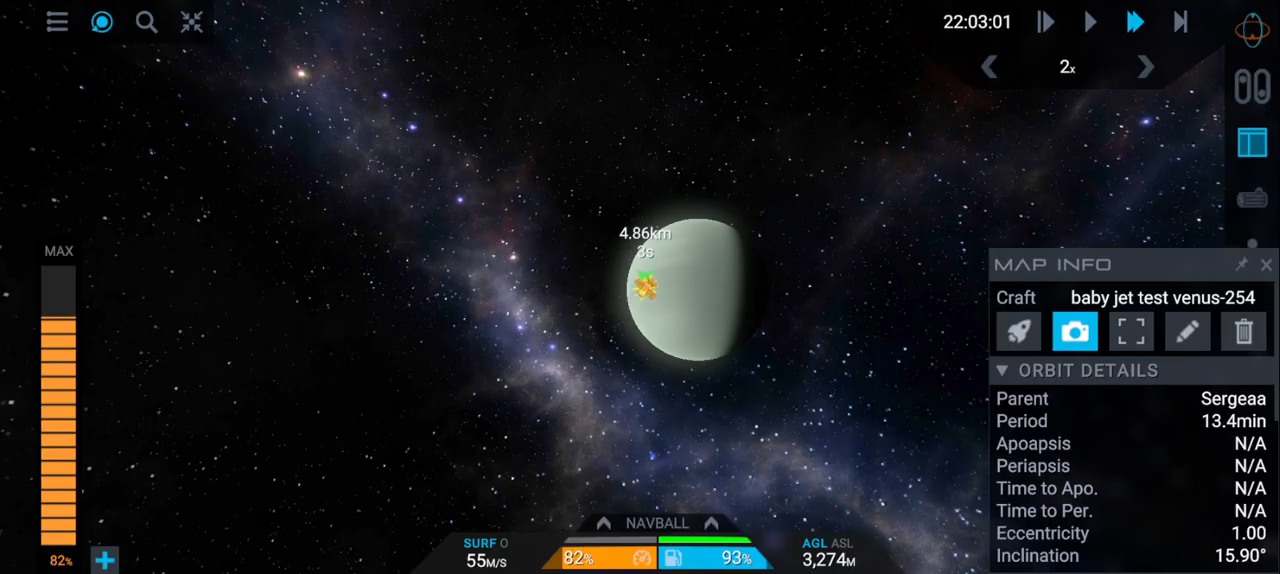 22:03:01
2x
4.86km
3s
MAX
82%
MAP INFO
Craft baby jet test venus-254
ORBIT DETAILS
Parent Sergeaa
Period 13.4min
Apoapsis N/A
Periapsis N/A
Time to Apo. N/A
Time to Per. N/A
Eccentricity 1.00
Inclination 15.90°
NAVBALL
SURF O
55M/S
82%
93%
AGL ASL
3,274M